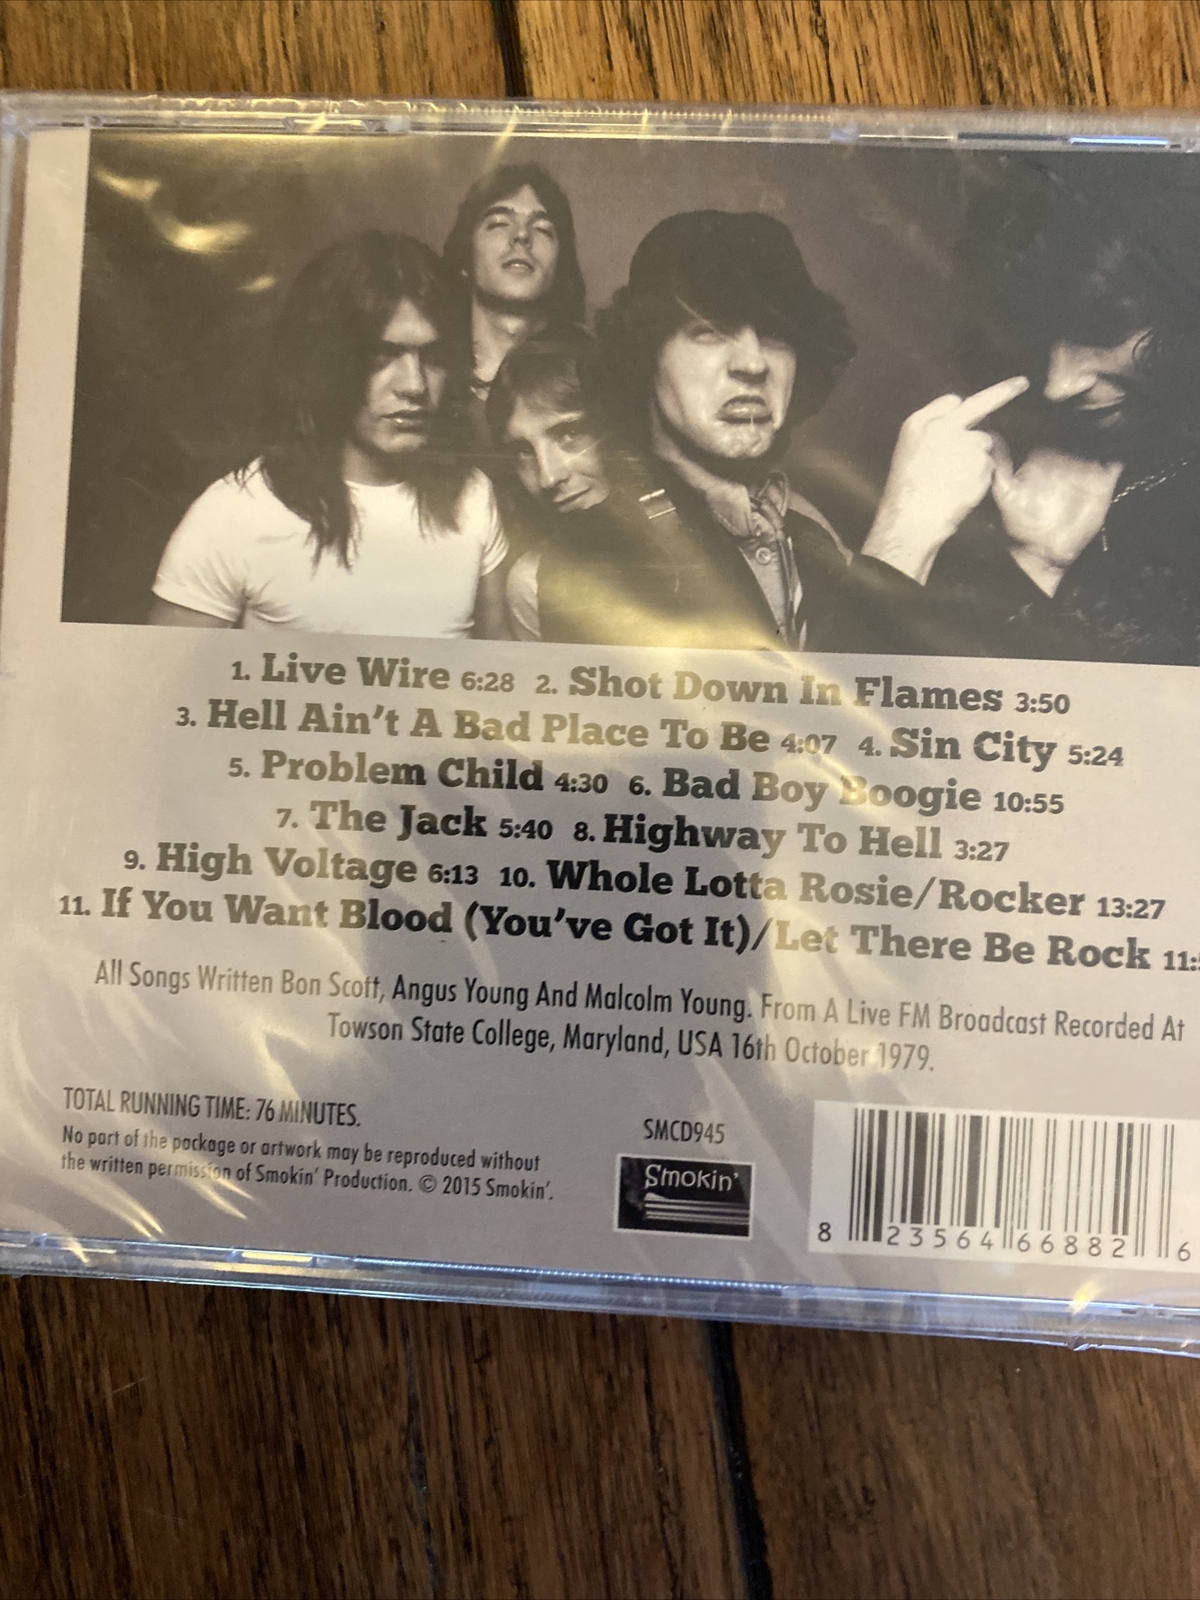 1. Live Wire 6:28 2. Shot Down In Flames 3:50
3. Hell Ain't A Bad Place To Be 4:07 4. Sin City 5:24
5. Problem Child 4:30 6. Bad Boy Boogie 10:55
7. The Jack 5:40 8. Highway To Hell 3:27
9. High Voltage 6:13 10. Whole Lotta Rosie/Rocker 13:27
11. If You Want Blood (You've Got It)/Let There Be Rock 11:
All Songs Written Bon Scott, Angus Young And Malcolm Young. From A Live FM Broadcast Recorded At
Towson State College, Maryland, USA 16th October 1979.
TOTAL RUNNING TIME: 76 MINUTES.
No part of the package or artwork may be reproduced without
the written permission of Smokin' Production. © 2015 Smokin'.
SMCD945
Smokin'
8 23564 66882 6